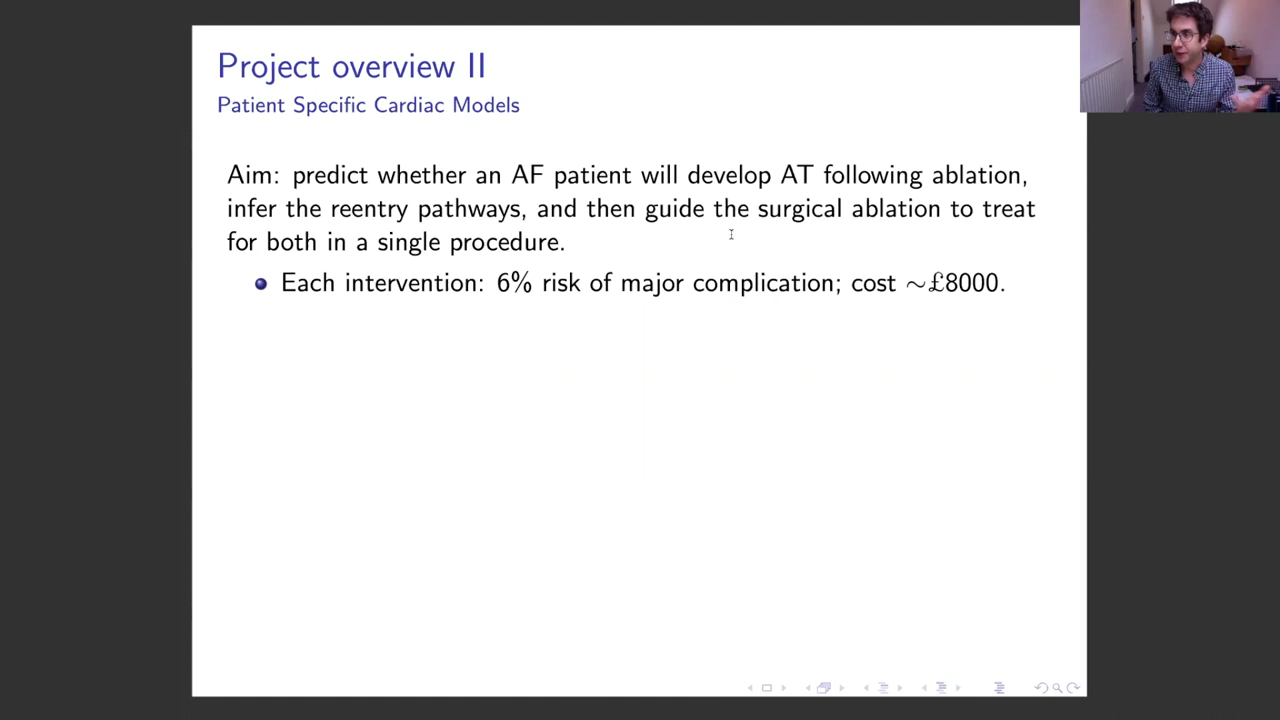 Project overview II
Patient Specific Cardiac Models
Aim: predict whether an AF patient will develop AT following ablation,
infer the reentry pathways, and then guide the surgical ablation to treat
for both in a single procedure.
Each intervention: 6% risk of major complication; cost ∼£8000.